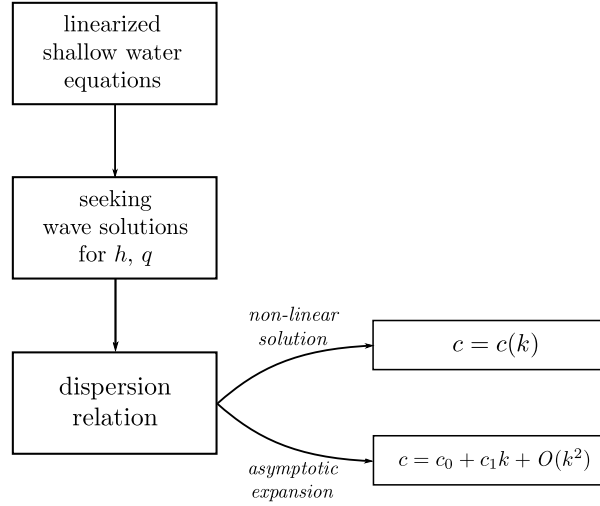 linearized
shallow water
equations
seeking
wave solutions
for h, q
dispersion
relation
non-linear
solution
c = c(k)
asymptotic
expansion
c = c₀ + c₁k + O(k²)